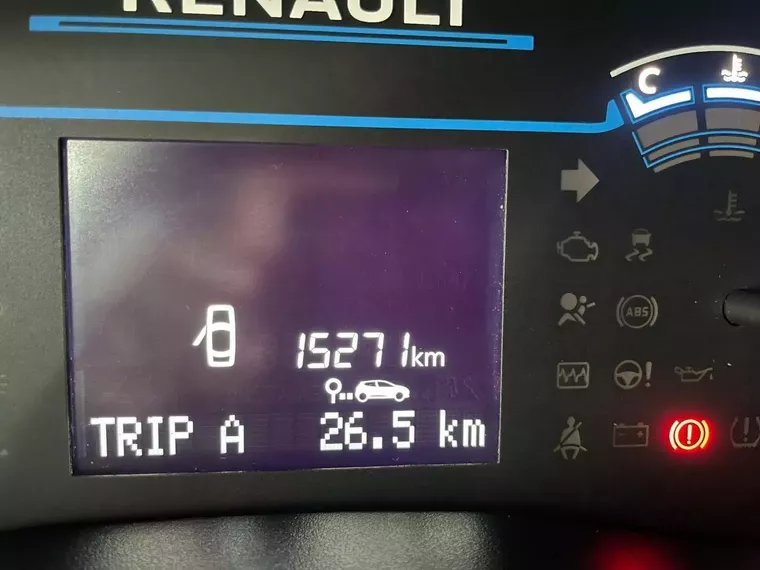 RENAULT
C
ABS
15271km
TRIP A 26.5 km